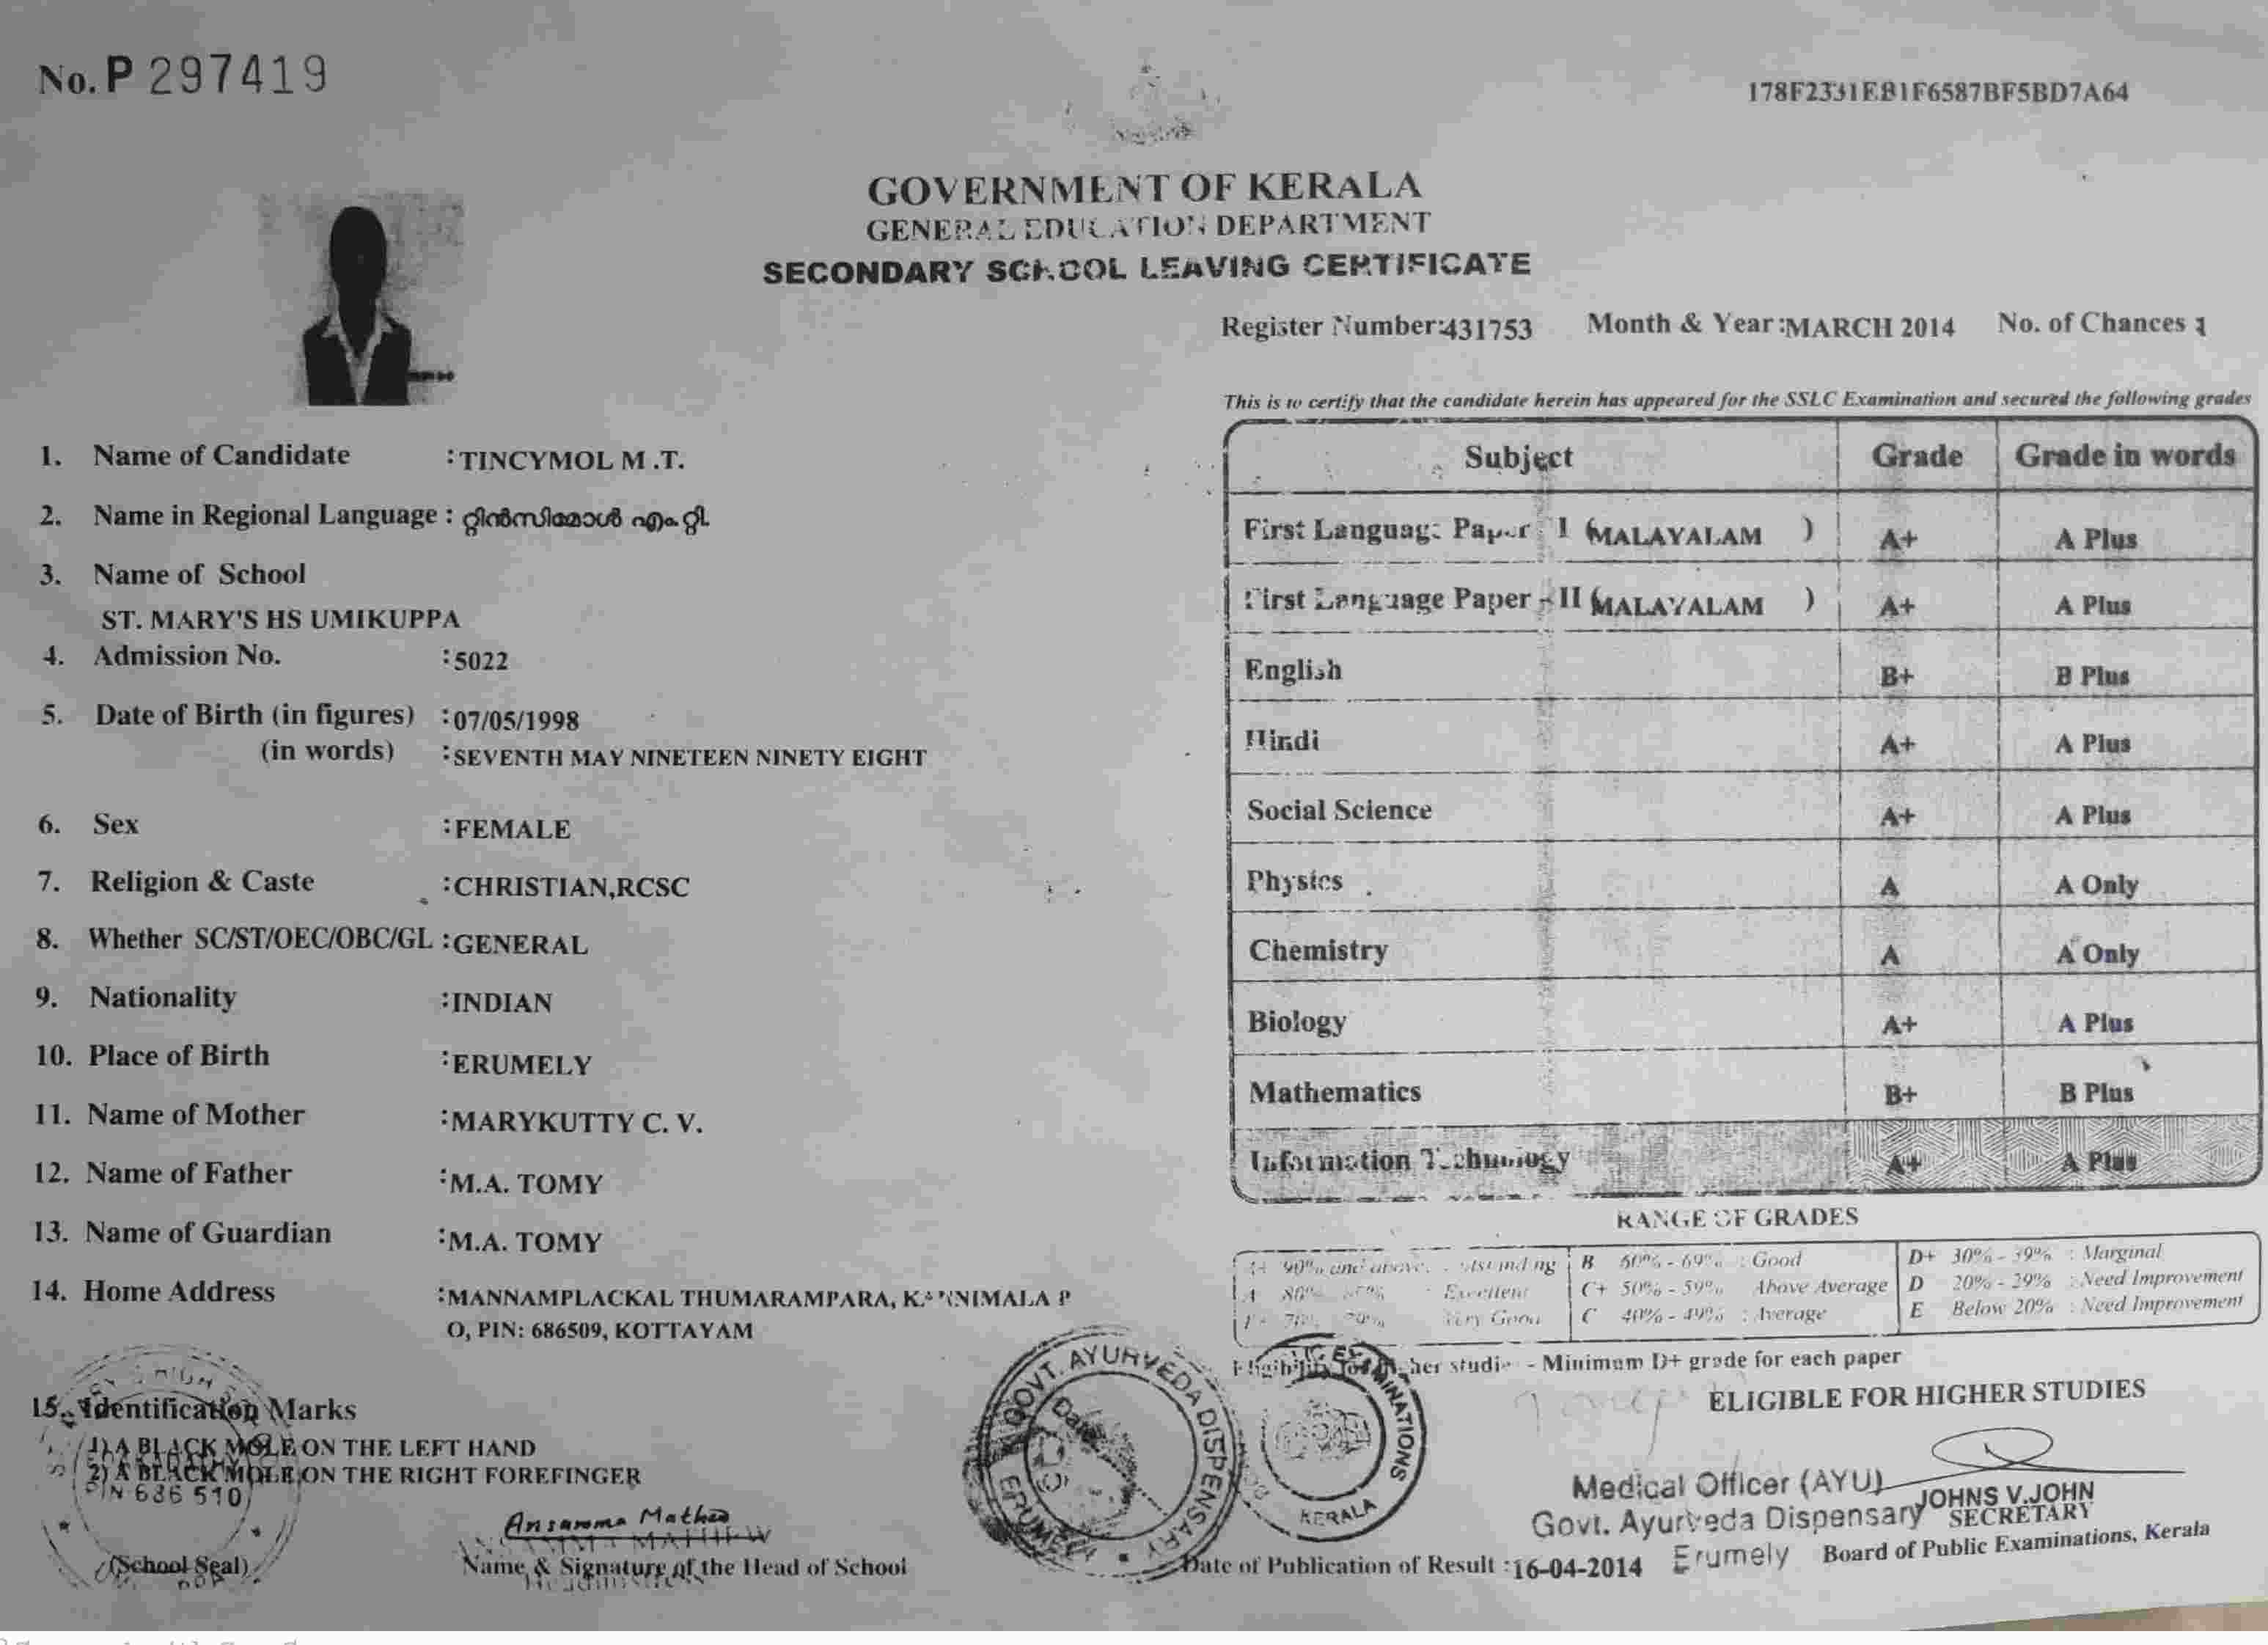 No. P 297419
178F2331EB1F6587BF5BD7A64
GOVERNMENT OF KERALA
GENERAL EDUCATION DEPARTMENT
SECONDARY SCHOOL LEAVING CERTIFICATE
Register Number:431753 Month & Year:MARCH 2014 No. of Chances 1
This is to certify that the candidate herein has appeared for the SSLC Examination and secured the following grades
1. Name of Candidate :TINCYMOL M .T.
2. Name in Regional Language : റ്റിൻസിമോൾ എം റ്റി.
3. Name of School
ST. MARY'S HS UMIKUPPA
4. Admission No. :5022
5. Date of Birth (in figures) :07/05/1998
(in words) :SEVENTH MAY NINETEEN NINETY EIGHT
6. Sex :FEMALE
7. Religion & Caste :CHRISTIAN,RCSC
8. Whether SC/ST/OEC/OBC/GL :GENERAL
9. Nationality :INDIAN
10. Place of Birth :ERUMELY
11. Name of Mother :MARYKUTTY C. V.
12. Name of Father :M.A. TOMY
13. Name of Guardian :M.A. TOMY
14. Home Address :MANNAMPLACKAL THUMARAMPARA, KANNIMALA P
O, PIN: 686509, KOTTAYAM
15. Identification Marks
1) A BLACK MOLE ON THE LEFT HAND
2) A BLACK MOLE ON THE RIGHT FOREFINGER
PIN 686 510
(School Seal)
Ansamma Mathew
Name & Signature of the Head of School
Subject Grade Grade in words
First Language Paper - I (MALAYALAM ) A+ A Plus
First Language Paper - II (MALAYALAM ) A+ A Plus
English B+ B Plus
Hindi A+ A Plus
Social Science A+ A Plus
Physics A A Only
Chemistry A A Only
Biology A+ A Plus
Mathematics B+ B Plus
Information Technology A+ A Plus
RANGE OF GRADES
A+ 90% and above : Outstanding B 60% - 69% : Good D+ 30% - 39% : Marginal
A 80% - 89% : Excellent C+ 50% - 59% Above Average D 20% - 29% : Need Improvement
B+ 70% - 79% Very Good C 40% - 49% : Average E Below 20% : Need Improvement
Eligibility for higher studies - Minimum D+ grade for each paper
ELIGIBLE FOR HIGHER STUDIES
GOVT. AYURVEDA DISPENSARY
ERUMELY
Date
EXAMINATIONS
KERALA
Medical Officer (AYU)
Govt. Ayurveda Dispensary
Erumely
JOHNS V.JOHN
SECRETARY
Board of Public Examinations, Kerala
Date of Publication of Result :16-04-2014